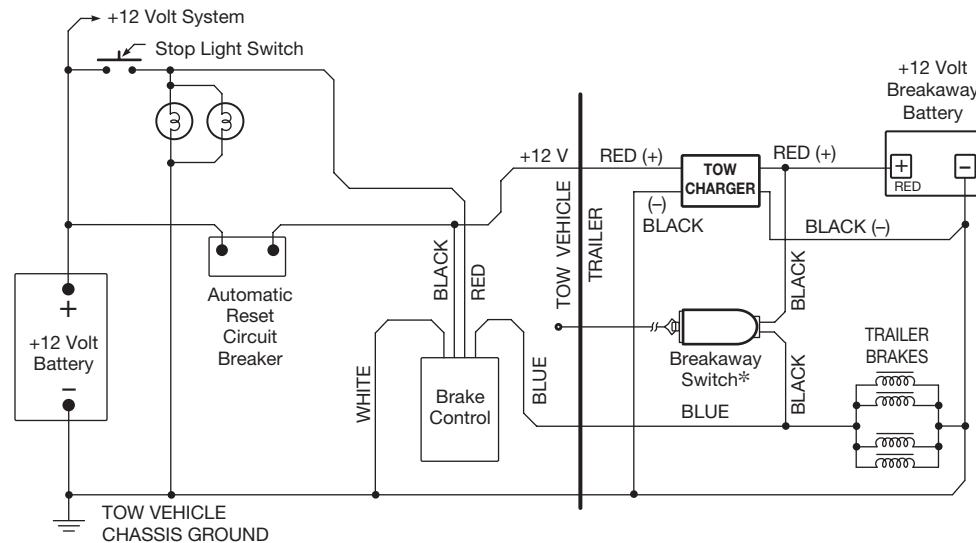 +12 Volt System
Stop Light Switch
+12 Volt
Breakaway
Battery
+12 V
RED (+)
TOW
CHARGER
RED (+)
+
RED
−
(–)
BLACK
BLACK (–)
BLACK
RED
TOW VEHICLE
TRAILER
BLACK
Automatic
Reset
Circuit
Breaker
+
+12 Volt
Battery
−
WHITE
Brake
Control
BLUE
Breakaway
Switch*
BLUE
BLACK
TRAILER
BRAKES
TOW VEHICLE
CHASSIS GROUND